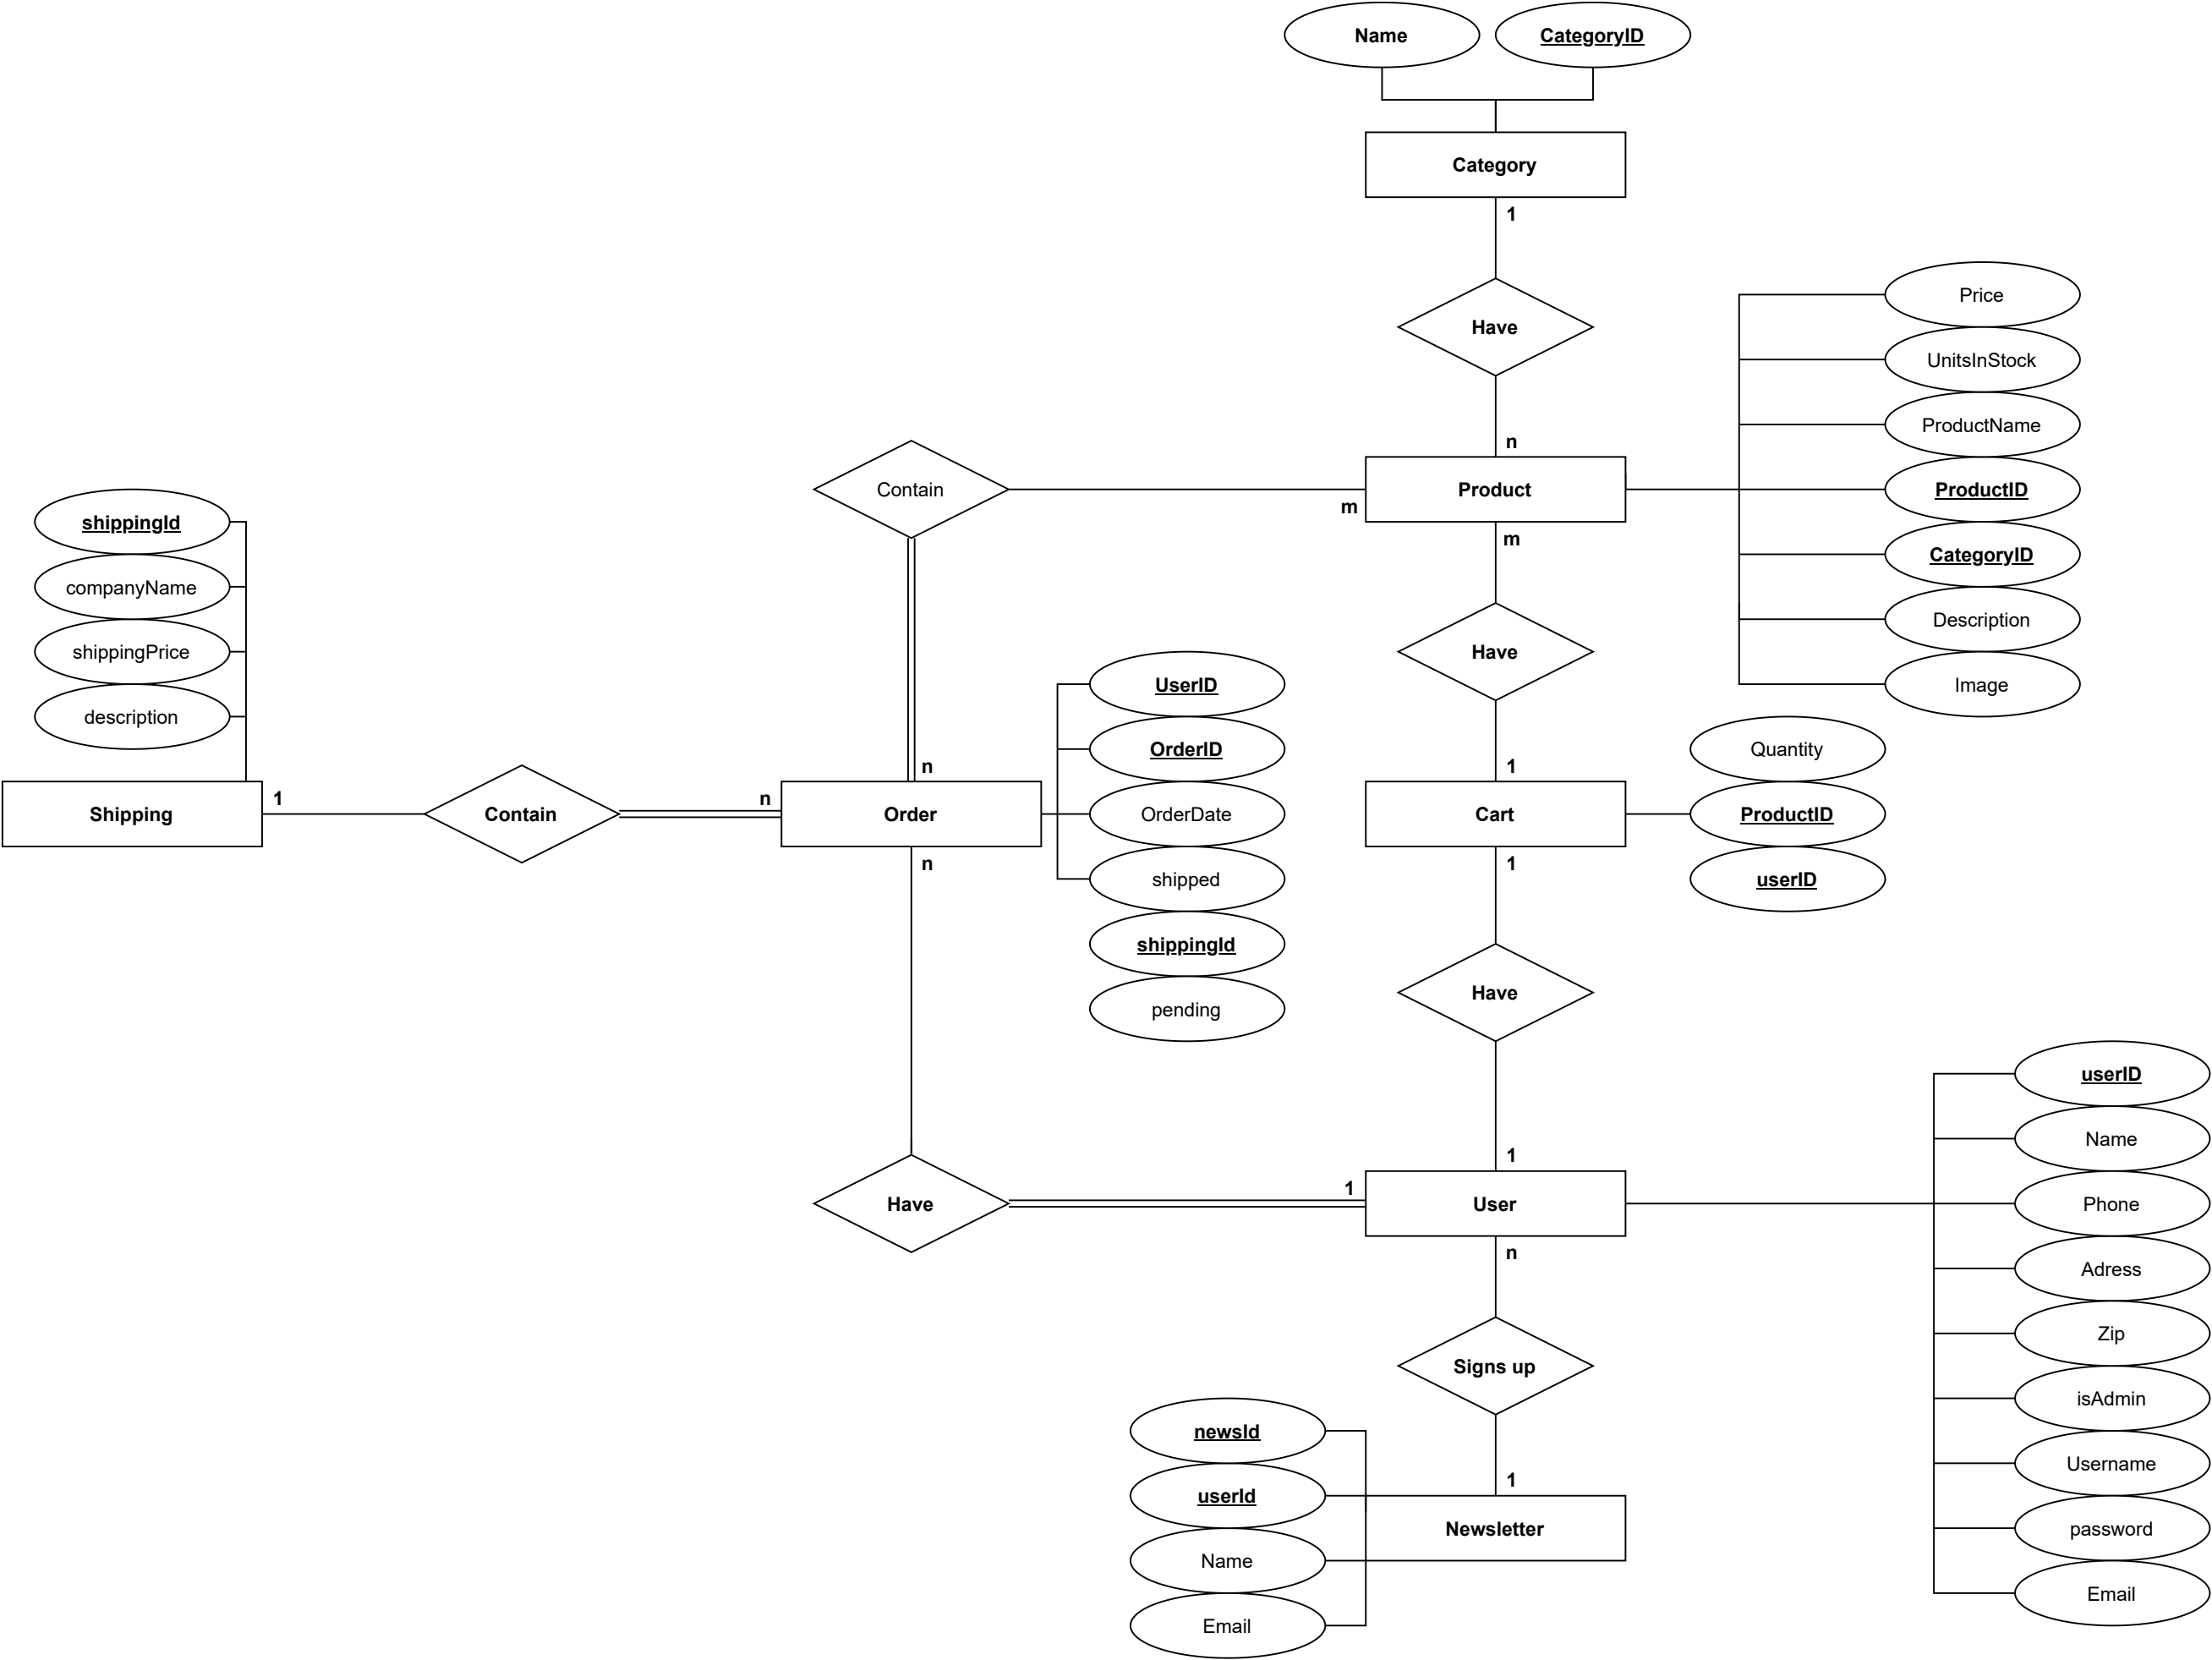 Name
CategoryID
Category
1
Have
n
Product
Price
UnitsInStock
ProductName
ProductID
CategoryID
Description
Image
Contain
m
n
m
Have
1
shippingId
companyName
shippingPrice
description
Shipping
1
Contain
n
Order
n
UserID
OrderID
OrderDate
shipped
shippingId
pending
Cart
1
Quantity
ProductID
userID
Have
1
Have
1
User
n
userID
Name
Phone
Adress
Zip
isAdmin
Username
password
Email
Signs up
1
Newsletter
newsId
userId
Name
Email